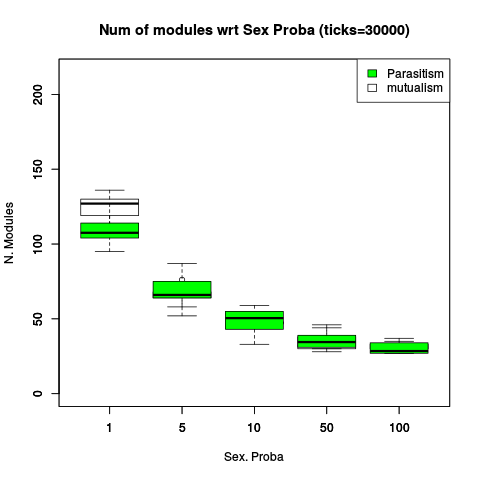 Num of modules wrt Sex Proba (ticks=30000)
Parasitism
mutualism
200
150
100
50
0
N. Modules
1 5 10 50 100
Sex. Proba